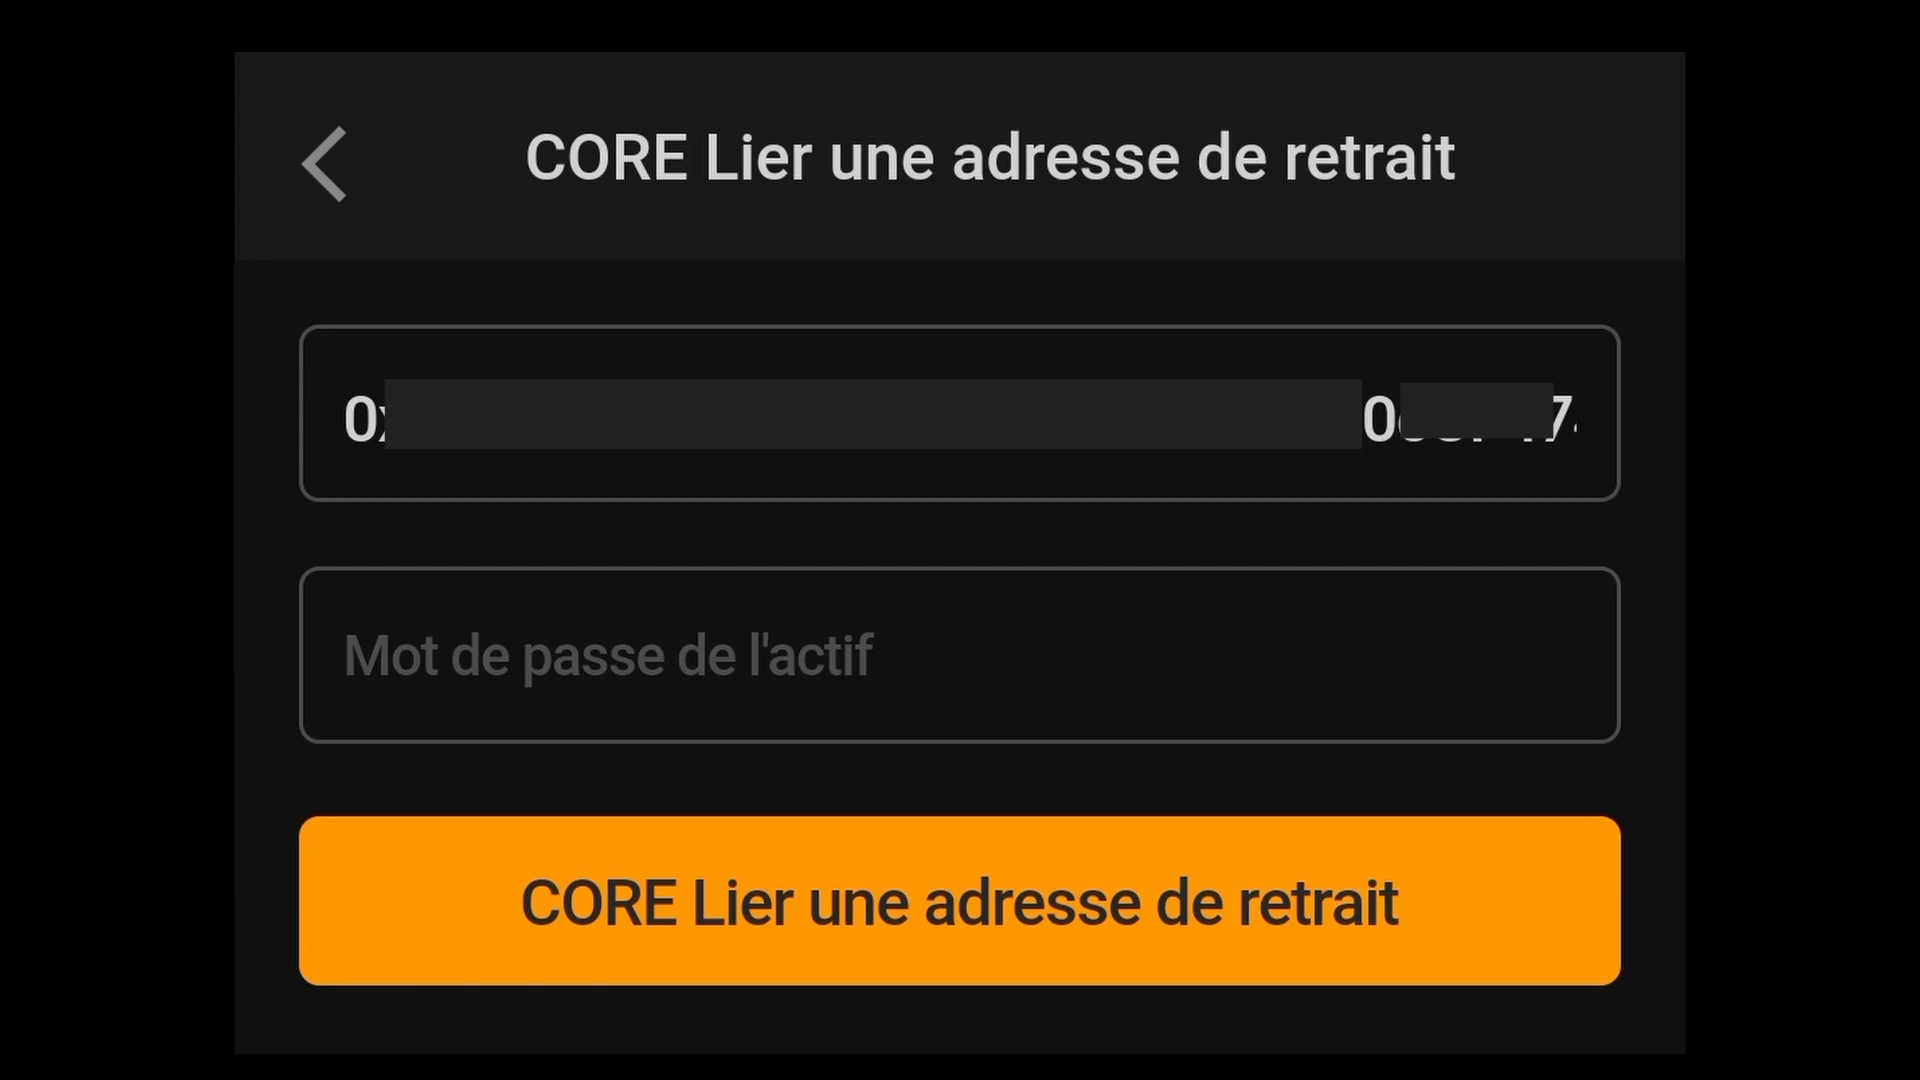 CORE Lier une adresse de retrait
Mot de passe de l'actif
CORE Lier une adresse de retrait